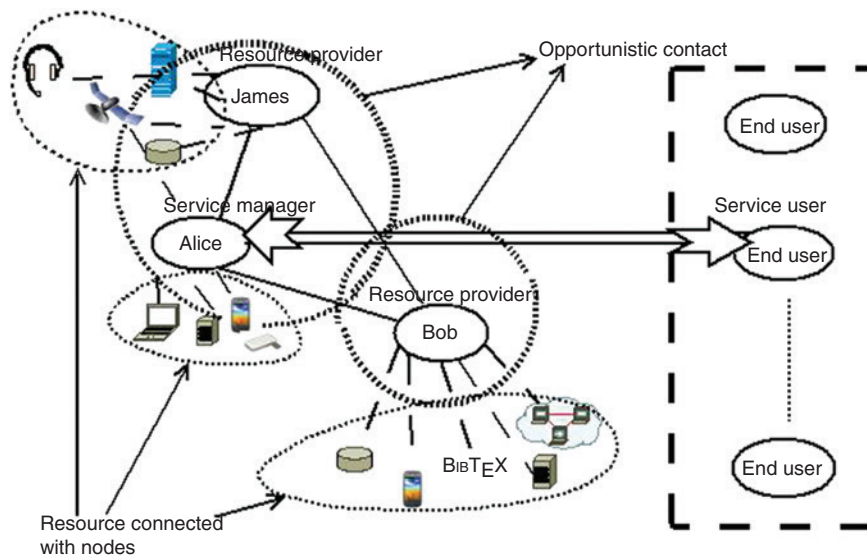 Resource provider
James
Opportunistic contact
End user
Service manager
Alice
Service user
End user
Resource provider
Bob
BIBTEX
End user
Resource connected
with nodes